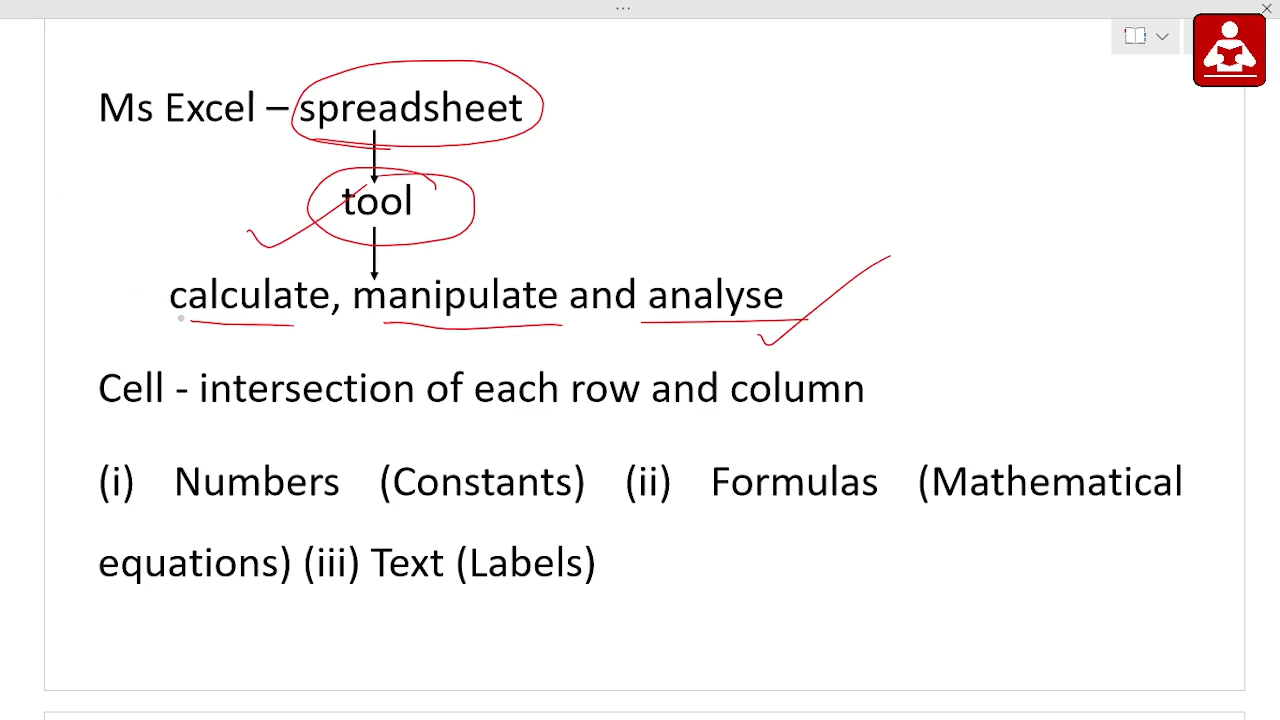 Ms Excel – spreadsheet
tool
calculate, manipulate and analyse
Cell - intersection of each row and column
(i) Numbers (Constants) (ii) Formulas (Mathematical
equations) (iii) Text (Labels)